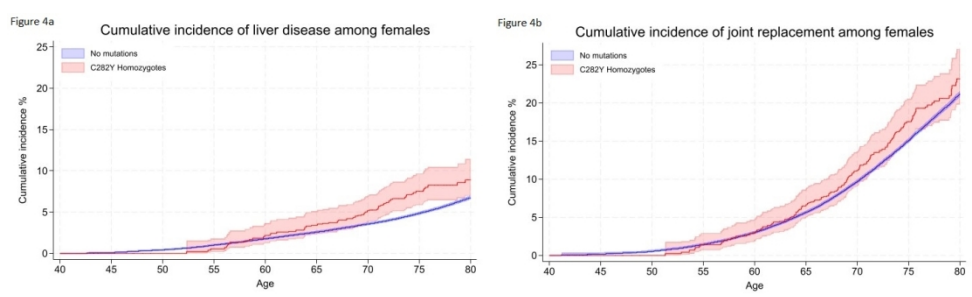 Figure 4a
Cumulative incidence of liver disease among females
25
20
15
10
5
0
Cumulative incidence %
No mutations
C282Y Homozygotes
40 45 50 55 60 65 70 75 80
Age
Figure 4b
Cumulative incidence of joint replacement among females
25
20
15
10
5
0
Cumulative incidence %
No mutations
C282Y Homozygotes
40 45 50 55 60 65 70 75 80
Age